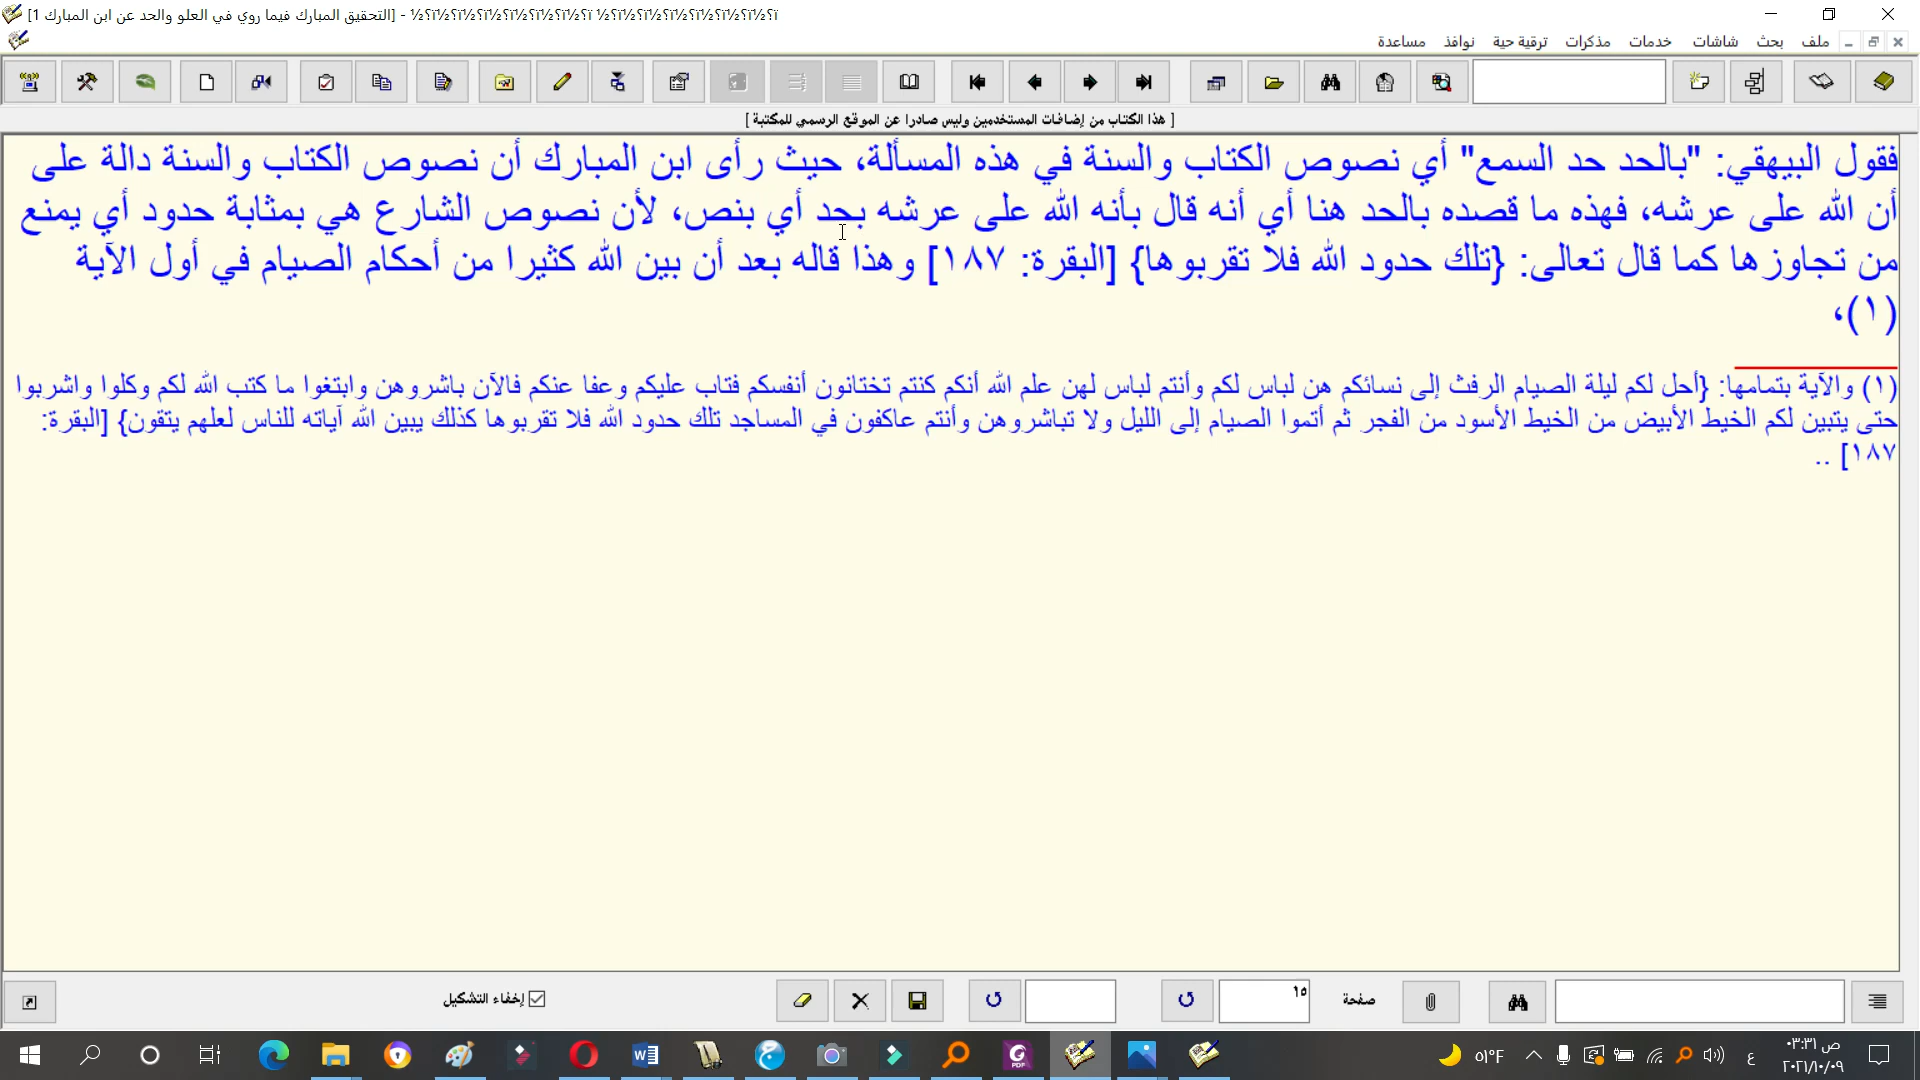 [التحقيق المبارك فيما روي في العلو والحد عن ابن المبارك 1] -
ملف بحث شاشات خدمات مذكرات ترقية حية نوافذ مساعدة
[ هذا الكتاب من إضافات المستخدمين وليس صادرا عن الموقع الرسمي للمكتبة ]
فقول البيهقي: "بالحد حد السمع" أي نصوص الكتاب والسنة في هذه المسألة، حيث رأى ابن المبارك أن نصوص الكتاب والسنة دالة على
أن الله على عرشه، فهذه ما قصده بالحد هنا أي أنه قال بأنه الله على عرشه بحد أي بنص، لأن نصوص الشارع هي بمثابة حدود أي يمنع
من تجاوزها كما قال تعالى: {تلك حدود الله فلا تقربوها} [البقرة: ١٨٧] وهذا قاله بعد أن بين الله كثيرا من أحكام الصيام في أول الآية
(١)،
(١) والآية بتمامها: {أحل لكم ليلة الصيام الرفث إلى نسائكم هن لباس لكم وأنتم لباس لهن علم الله أنكم كنتم تختانون أنفسكم فتاب عليكم وعفا عنكم فالآن باشروهن وابتغوا ما كتب الله لكم وكلوا واشربوا
حتى يتبين لكم الخيط الأبيض من الخيط الأسود من الفجر ثم أتموا الصيام إلى الليل ولا تباشروهن وأنتم عاكفون في المساجد تلك حدود الله فلا تقربوها كذلك يبين الله آياته للناس لعلهم يتقون} [البقرة:
١٨٧] ..
صفحة ١٥ إخفاء التشكيل
٥١°F ع ٠٣:٣١ ص
٢٠٢١/١٠/٠٩